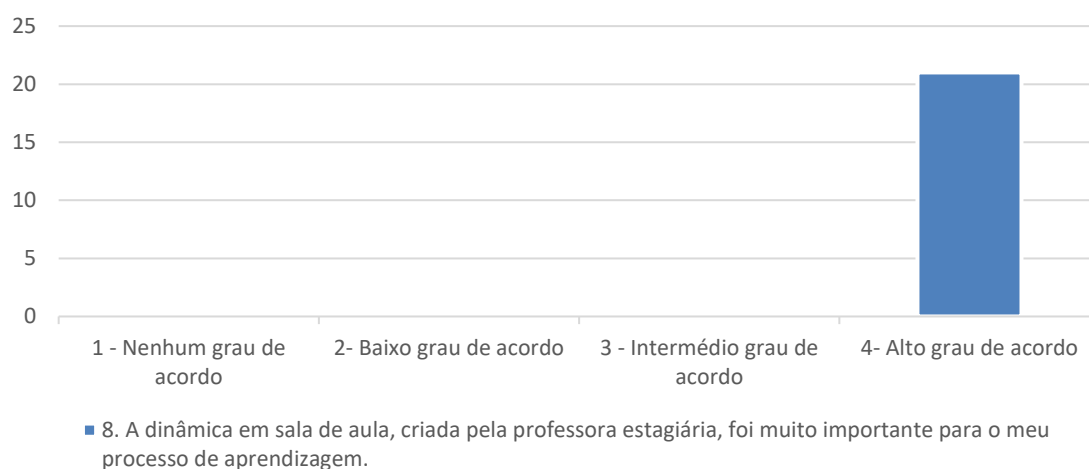 25
20
15
10
5
0
1 - Nenhum grau de
acordo
2- Baixo grau de acordo
3 - Intermédio grau de
acordo
4- Alto grau de acordo
8. A dinâmica em sala de aula, criada pela professora estagiária, foi muito importante para o meu
processo de aprendizagem.